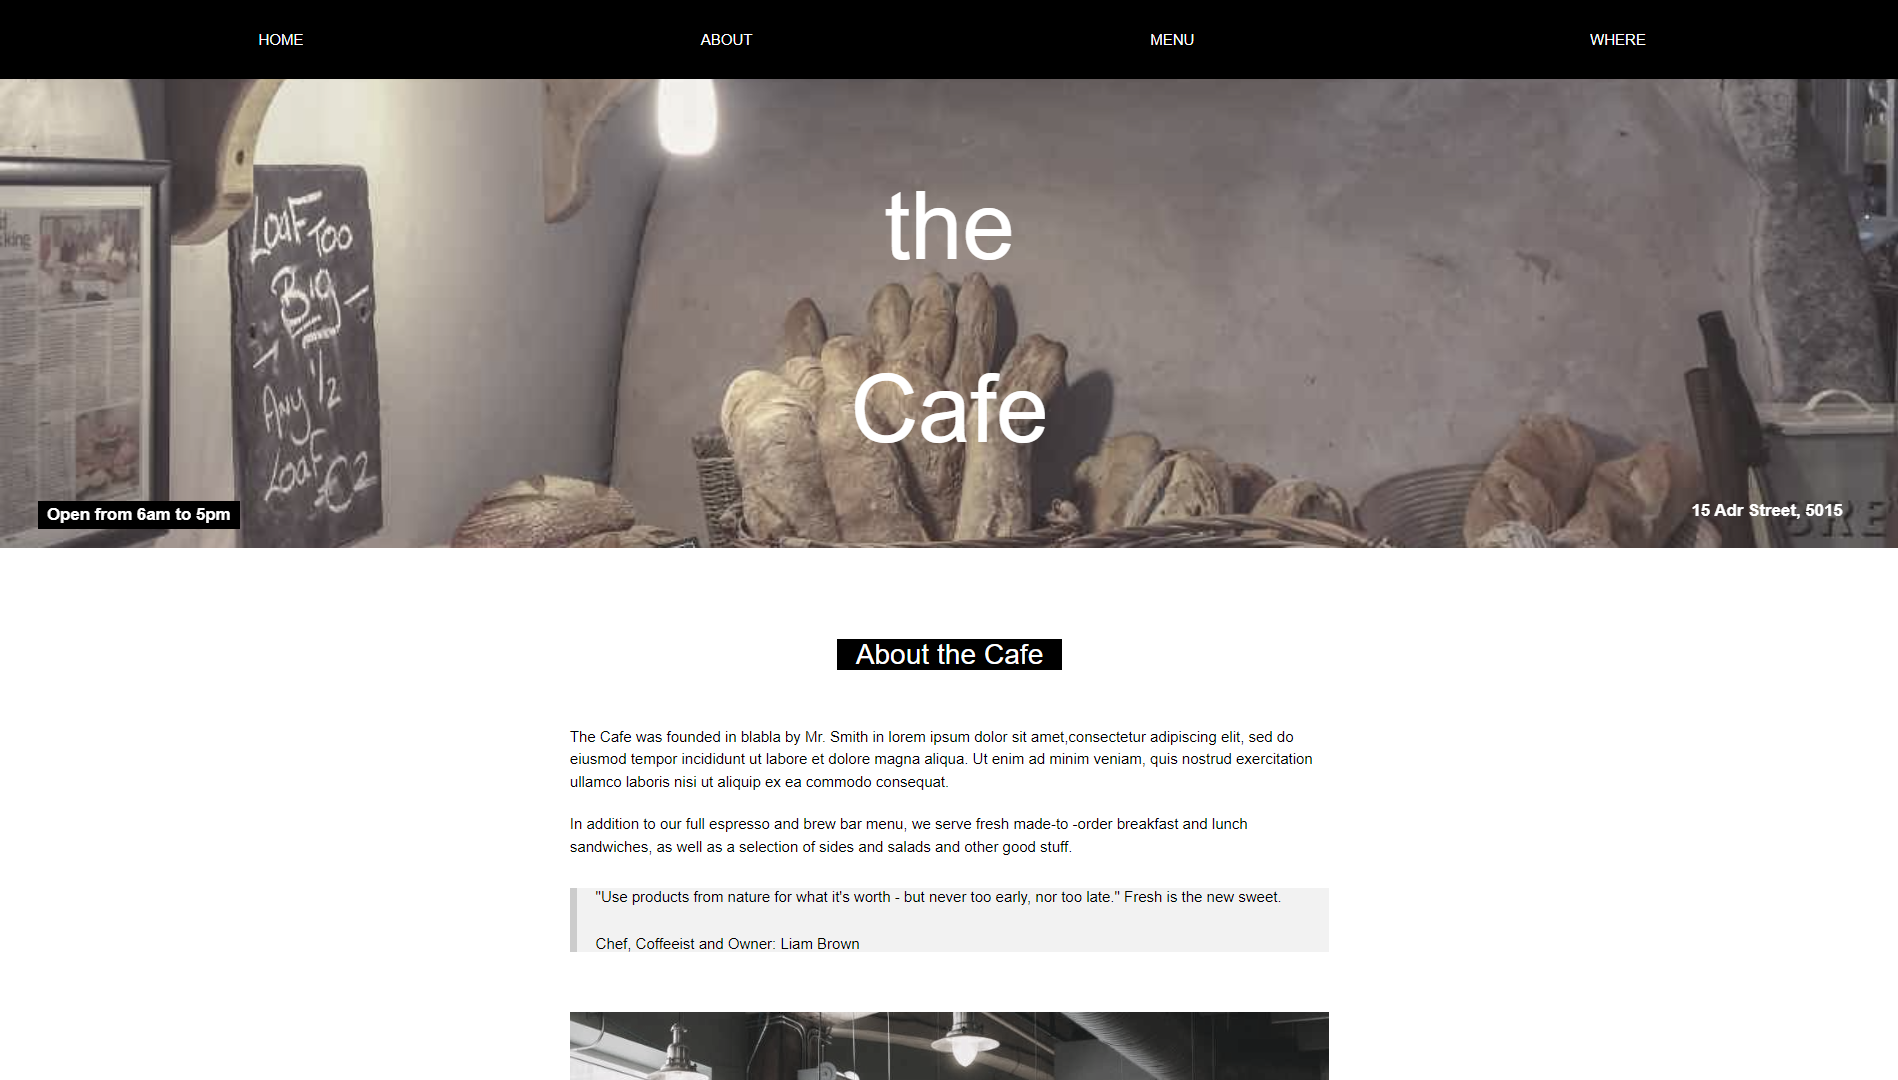 HOME ABOUT MENU WHERE
the
Cafe
LOAF TOO
BIG
ANY 1/2
LOAF €2
Open from 6am to 5pm
15 Adr Street, 5015
About the Cafe
The Cafe was founded in blabla by Mr. Smith in lorem ipsum dolor sit amet,consectetur adipiscing elit, sed do
eiusmod tempor incididunt ut labore et dolore magna aliqua. Ut enim ad minim veniam, quis nostrud exercitation
ullamco laboris nisi ut aliquip ex ea commodo consequat.
In addition to our full espresso and brew bar menu, we serve fresh made-to -order breakfast and lunch
sandwiches, as well as a selection of sides and salads and other good stuff.
"Use products from nature for what it's worth - but never too early, nor too late." Fresh is the new sweet.
Chef, Coffeeist and Owner: Liam Brown